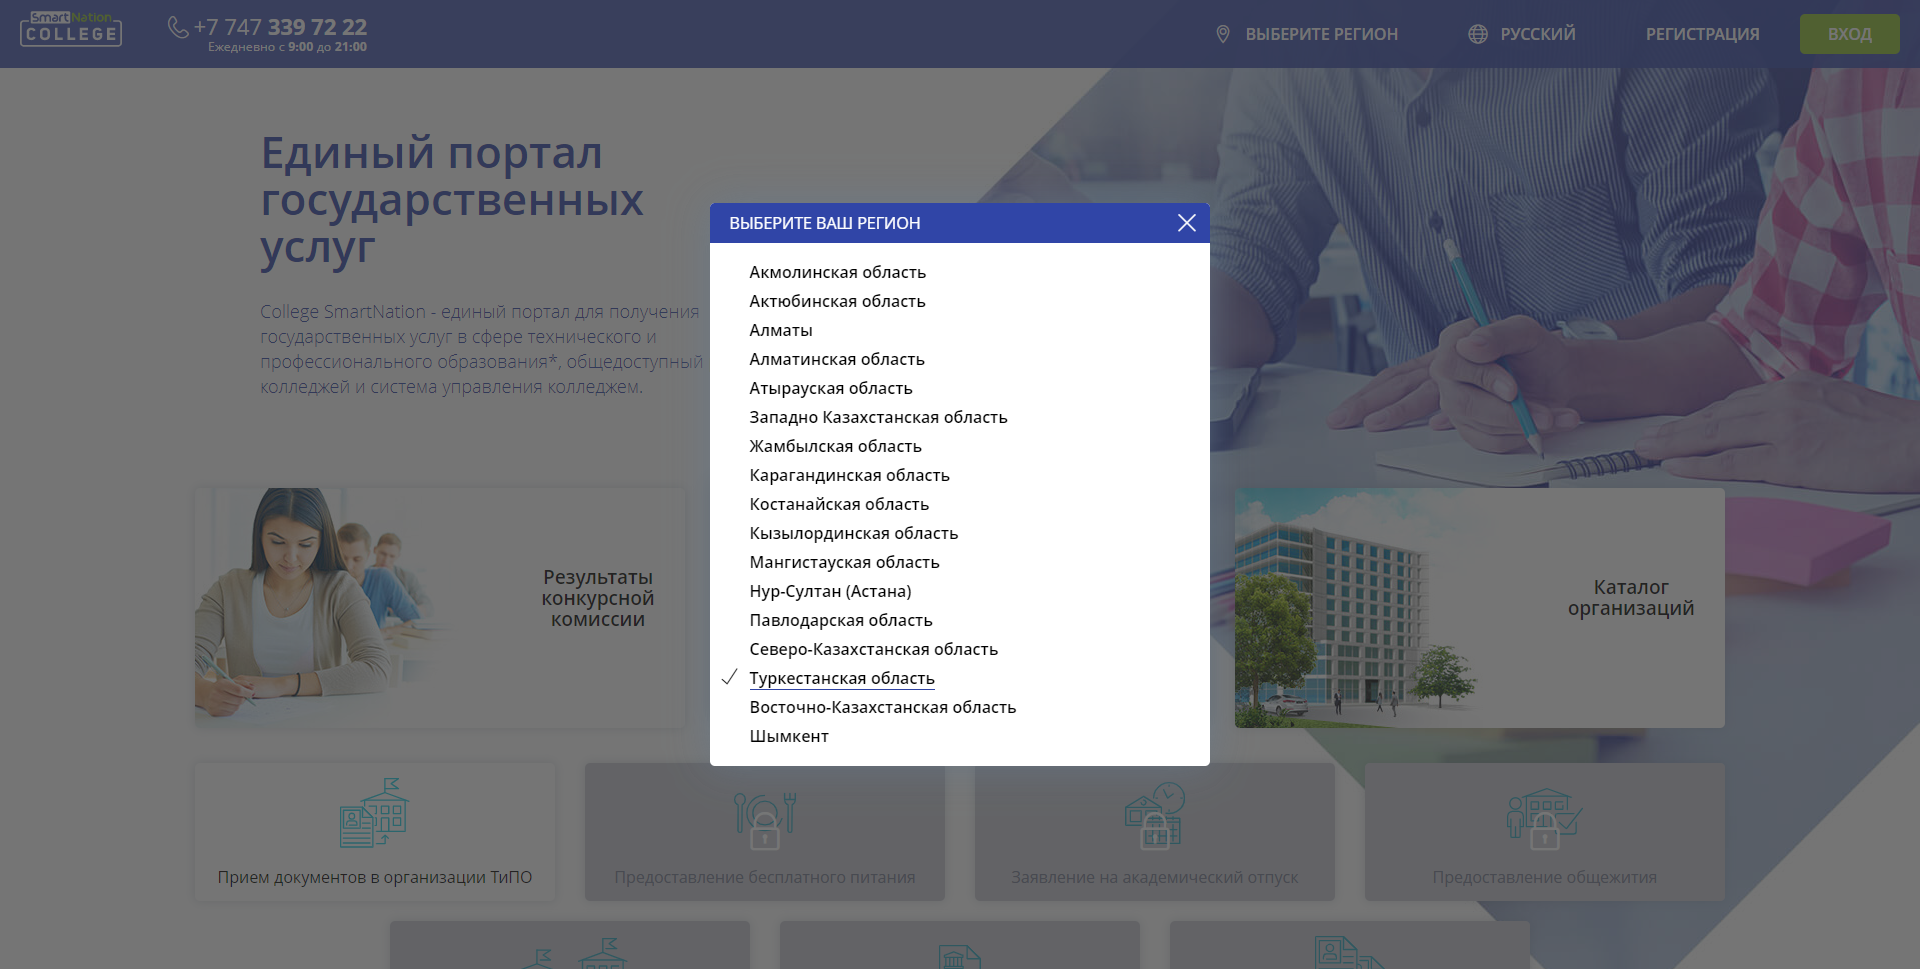 SmartNation
COLLEGE
+7 747 339 72 22
Ежедневно с 9:00 до 21:00
ВЫБЕРИТЕ РЕГИОН
РУССКИЙ
РЕГИСТРАЦИЯ
ВХОД
Единый портал
государственных
услуг
College SmartNation - единый портал для получения
государственных услуг в сфере технического и
профессионального образования*, общедоступный
колледжей и система управления колледжем.
ВЫБЕРИТЕ ВАШ РЕГИОН
Акмолинская область
Актюбинская область
Алматы
Алматинская область
Атырауская область
Западно Казахстанская область
Жамбылская область
Карагандинская область
Костанайская область
Кызылординская область
Мангистауская область
Нур-Султан (Астана)
Павлодарская область
Северо-Казахстанская область
Туркестанская область
Восточно-Казахстанская область
Шымкент
Результаты
конкурсной
комиссии
Каталог
организаций
Прием документов в организации ТиПО
Предоставление бесплатного питания
Заявление на академический отпуск
Предоставление общежития